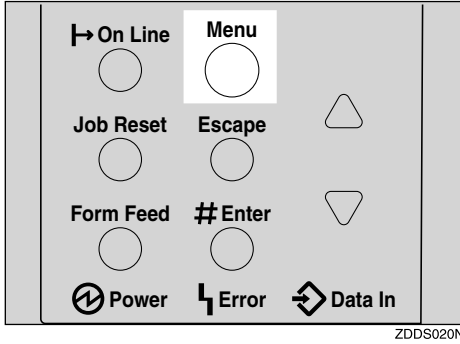 On Line Menu
Job Reset Escape
Form Feed # Enter
Power Error Data In
ZDDS020N